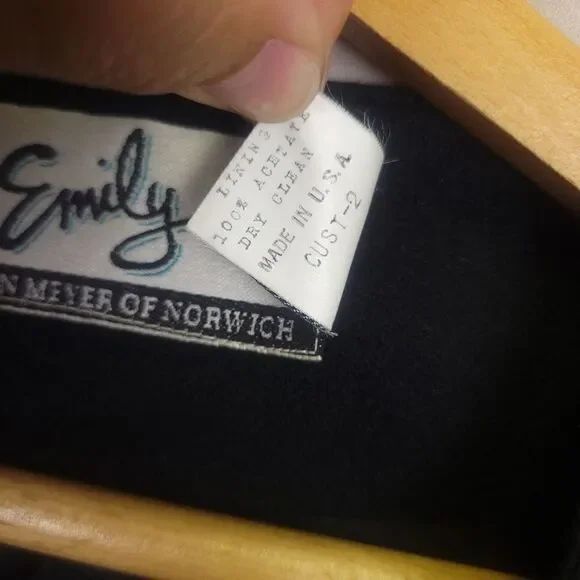 Emily
N MEYER OF NORWICH
LINING
100% ACETATE
DRY CLEAN
MADE IN U.S.A
CUST-2